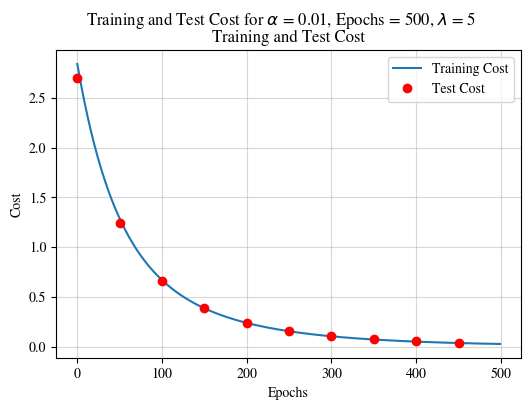 Training and Test Cost for α = 0.01, Epochs = 500, λ = 5
Training and Test Cost
Training Cost
Test Cost
2.5
2.0
1.5
1.0
0.5
0.0
Cost
0 100 200 300 400 500
Epochs